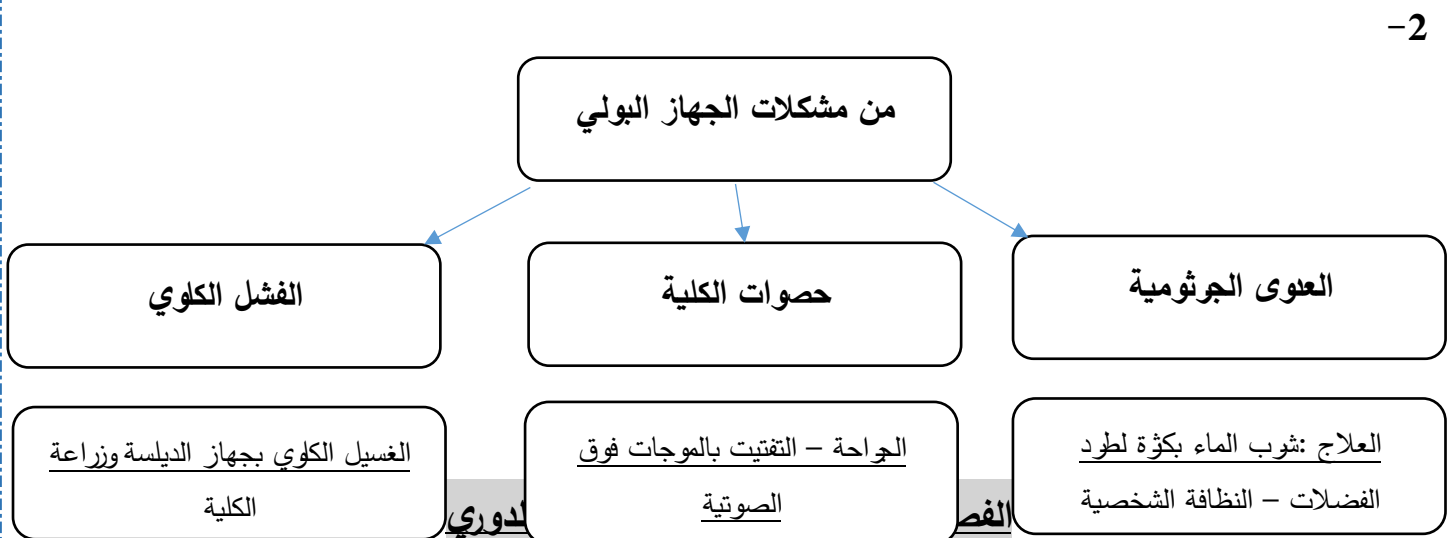 2-
من مشكلات الجهاز البولي
العدوى الجرثومية
حصوات الكلية
الفشل الكلوي
العلاج :شرب الماء بكثرة لطرد
الفضلات – النظافة الشخصية
الجراحة – التفتيت بالموجات فوق
الصوتية
الغسيل الكلوي بجهاز الديلسة وزراعة
الكلية